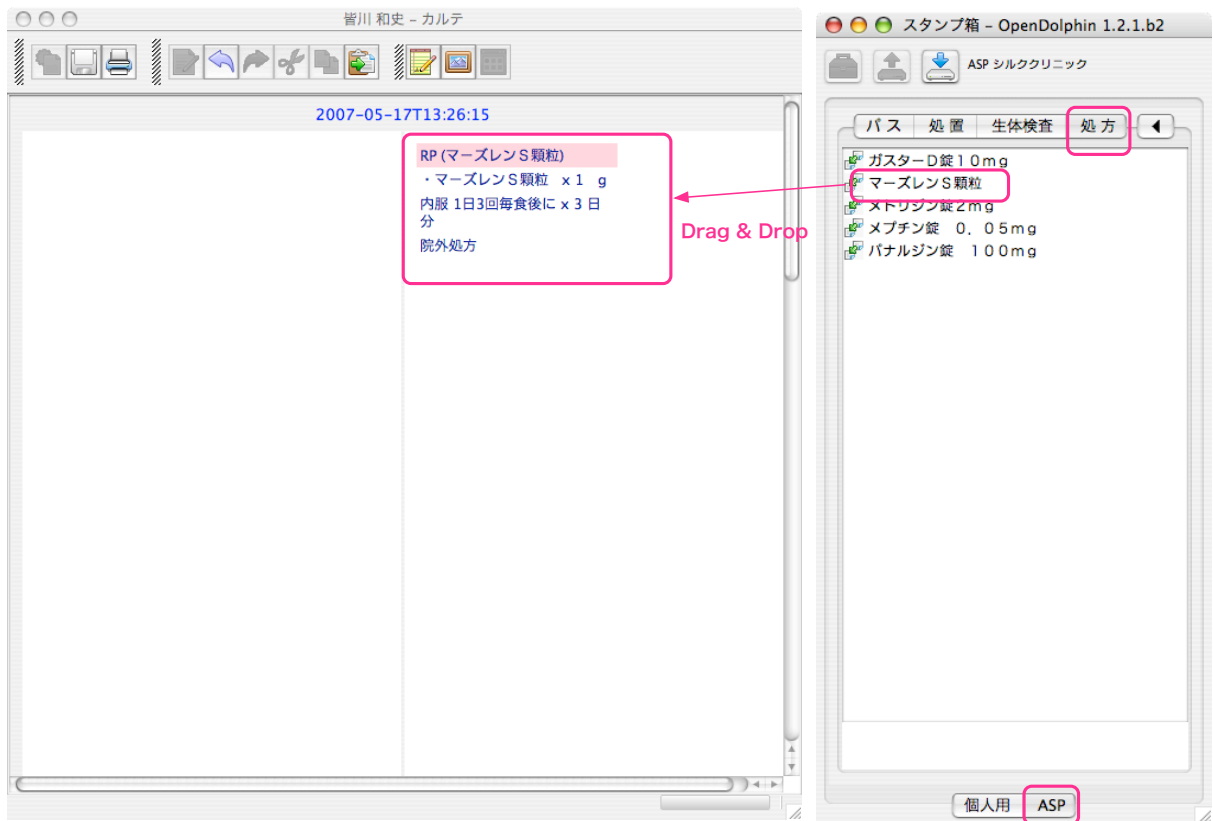 皆川 和史 – カルテ
2007-05-17T13:26:15
RP (マーズレンＳ顆粒)
・マーズレンＳ顆粒　x 1　g
内服 1日3回毎食後に x 3 日
分
院外処方
Drag & Drop
スタンプ箱 – OpenDolphin 1.2.1.b2
ASP シルククリニック
パ ス　処 置　生体検査　処 方
ガスターＤ錠１０ｍｇ
マーズレンＳ顆粒
メトリジン錠２ｍｇ
メプチン錠　０．０５ｍｇ
パナルジン錠　１００ｍｇ
個人用　ASP